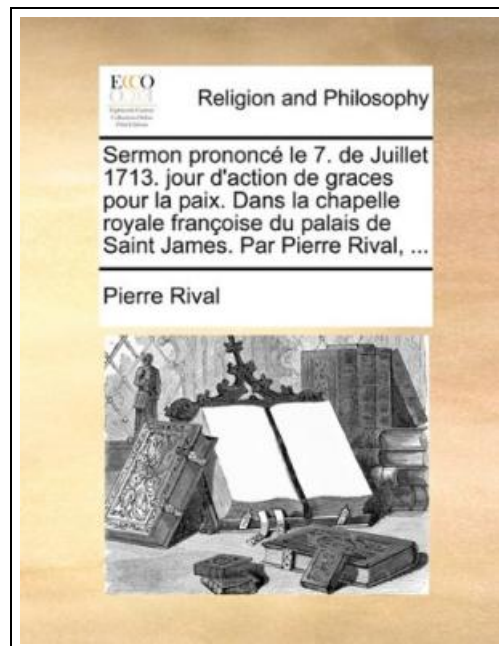 ECCO
Religion and Philosophy
Sermon prononcé le 7. de Juillet
1713. jour d'action de graces
pour la paix. Dans la chapelle
royale françoise du palais de
Saint James. Par Pierre Rival, ...
Pierre Rival